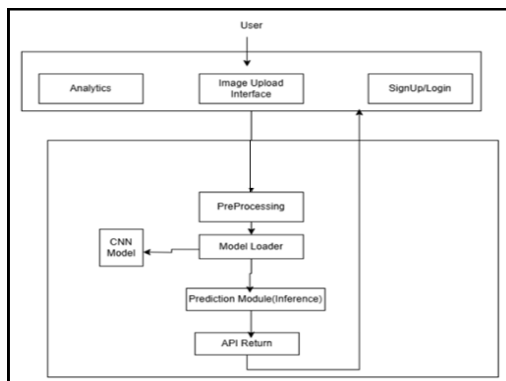 User
Analytics
Image Upload
Interface
SignUp/Login
PreProcessing
CNN
Model
Model Loader
Prediction Module(Inference)
API Return